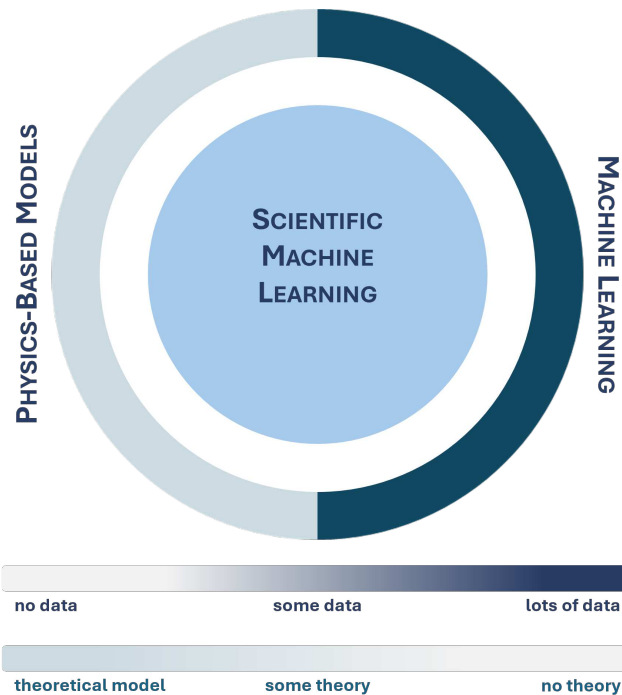 PHYSICS-BASED MODELS
SCIENTIFIC
MACHINE
LEARNING
MACHINE LEARNING
no data some data lots of data
theoretical model some theory no theory